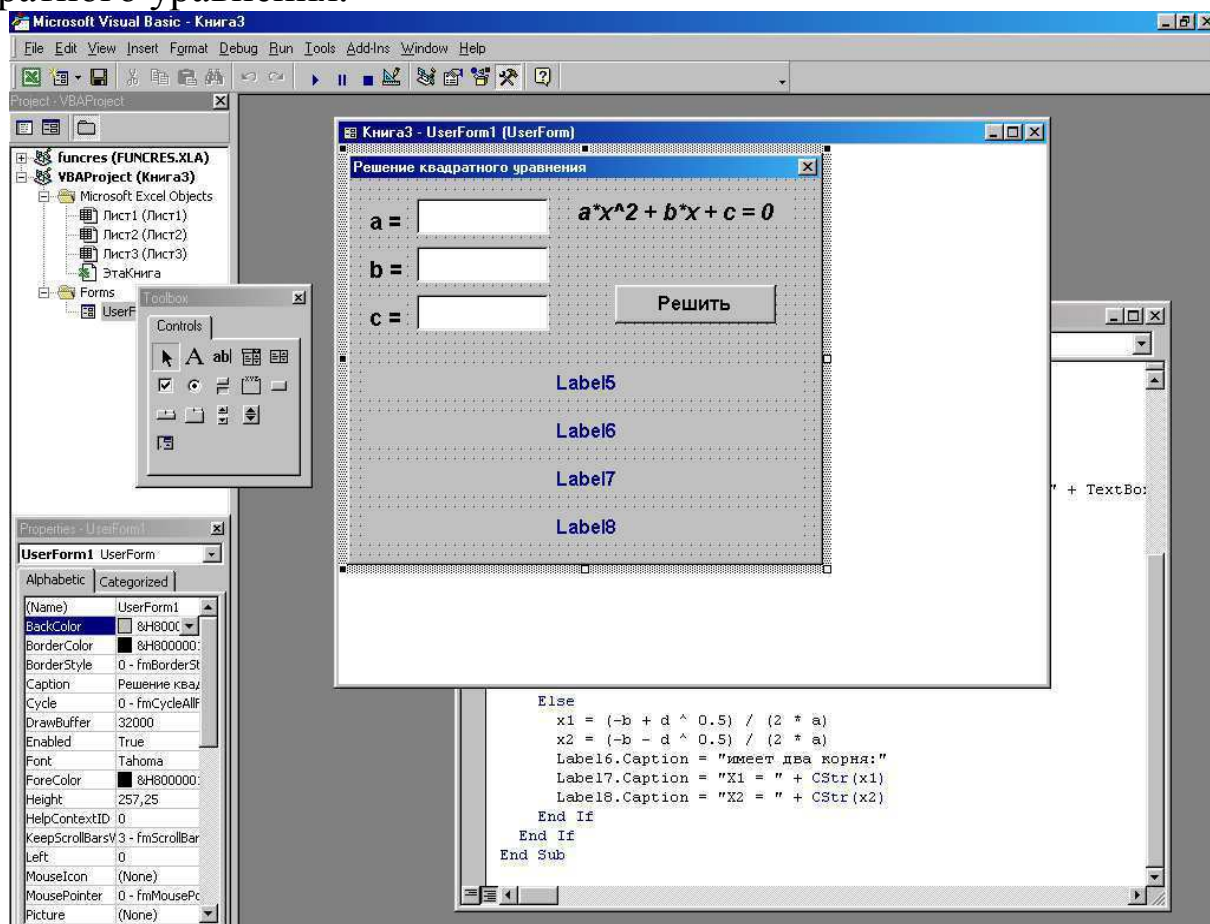 ратного уравнения.
Microsoft Visual Basic - Книга3
File Edit View Insert Format Debug Run Tools Add-Ins Window Help
Project - VBAProject
funcres (FUNCRES.XLA)
VBAProject (Книга3)
Microsoft Excel Objects
Лист1 (Лист1)
Лист2 (Лист2)
Лист3 (Лист3)
ЭтаКнига
Forms
UserF
Toolbox
Controls
A abl
XYZ
Книга3 - UserForm1 (UserForm)
Решение квадратного уравнения
a =
a*x^2 + b*x + c = 0
b =
c =
Решить
Label5
Label6
Label7
Label8
" + TextBo
Else
x1 = (-b + d ^ 0.5) / (2 * a)
x2 = (-b - d ^ 0.5) / (2 * a)
Label6.Caption = "имеет два корня:"
Label7.Caption = "X1 = " + CStr(x1)
Label8.Caption = "X2 = " + CStr(x2)
End If
End If
End Sub
Properties - UserForm1
UserForm1 UserForm
Alphabetic Categorized
(Name) UserForm1
BackColor &H8000
BorderColor &H800000
BorderStyle 0 - fmBorderSt
Caption Решение квад
Cycle 0 - fmCycleAllF
DrawBuffer 32000
Enabled True
Font Tahoma
ForeColor &H800000
Height 257,25
HelpContextID 0
KeepScrollBarsV 3 - fmScrollBar
Left 0
MouseIcon (None)
MousePointer 0 - fmMousePo
Picture (None)